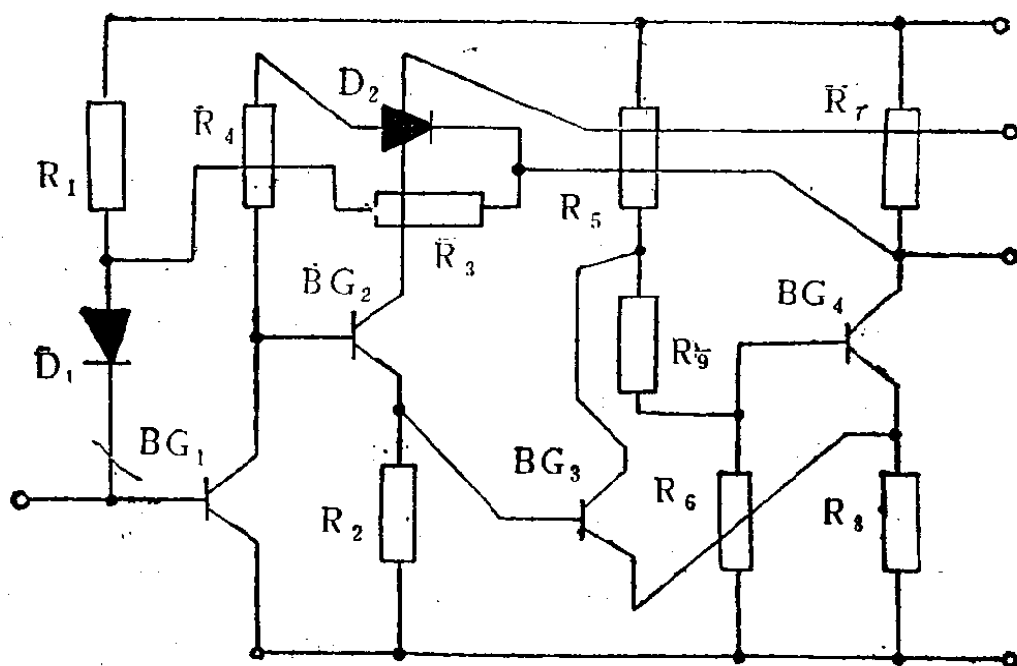 D₂
R₄
R₇
R₁
R₅
R₃
BG₂
BG₄
D₁
R₉
BG₁
BG₃
R₂
R₆
R₈